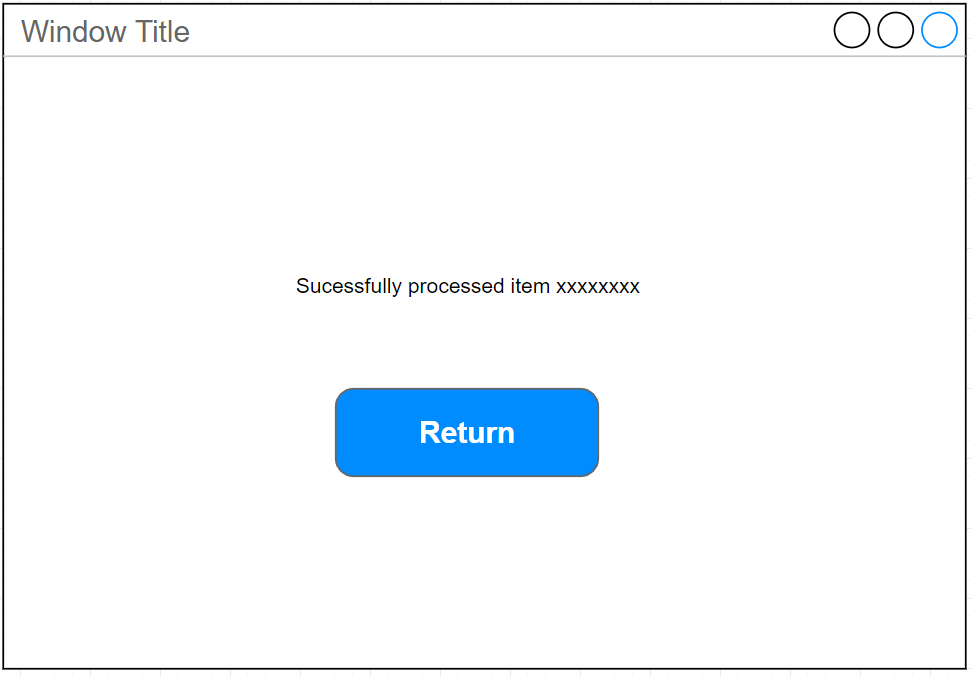 Window Title
Sucessfully processed item xxxxxxxx
Return